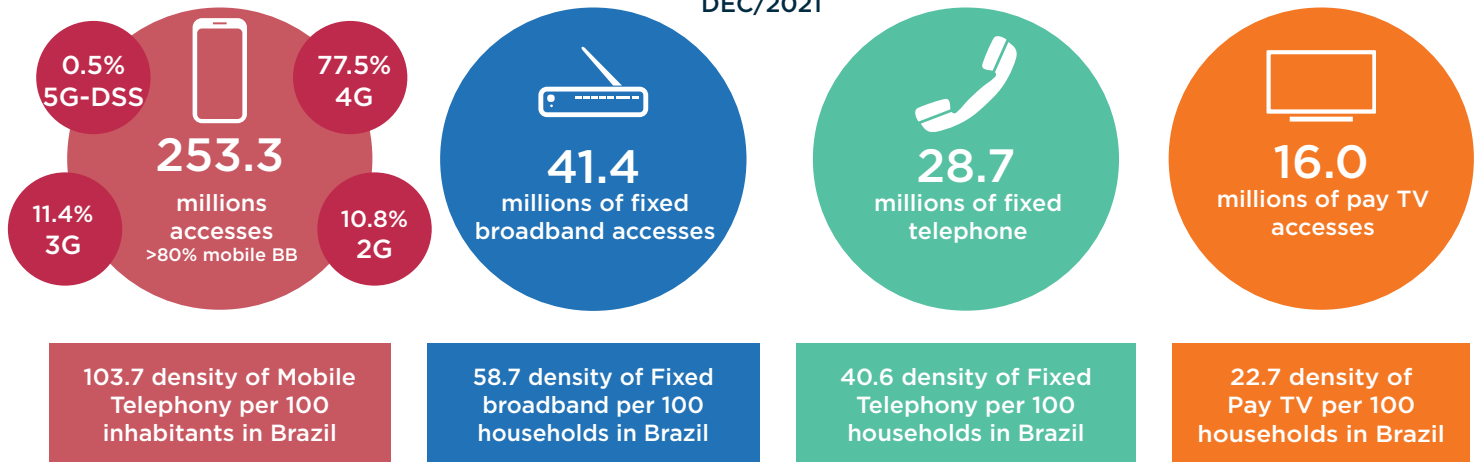 DEC/2021
0.5%
5G-DSS
77.5%
4G
253.3
millions
accesses
>80% mobile BB
11.4%
3G
10.8%
2G
41.4
millions of fixed
broadband accesses
28.7
millions of fixed
telephone
16.0
millions of pay TV
accesses
103.7 density of Mobile
Telephony per 100
inhabitants in Brazil
58.7 density of Fixed
broadband per 100
households in Brazil
40.6 density of Fixed
Telephony per 100
households in Brazil
22.7 density of
Pay TV per 100
households in Brazil